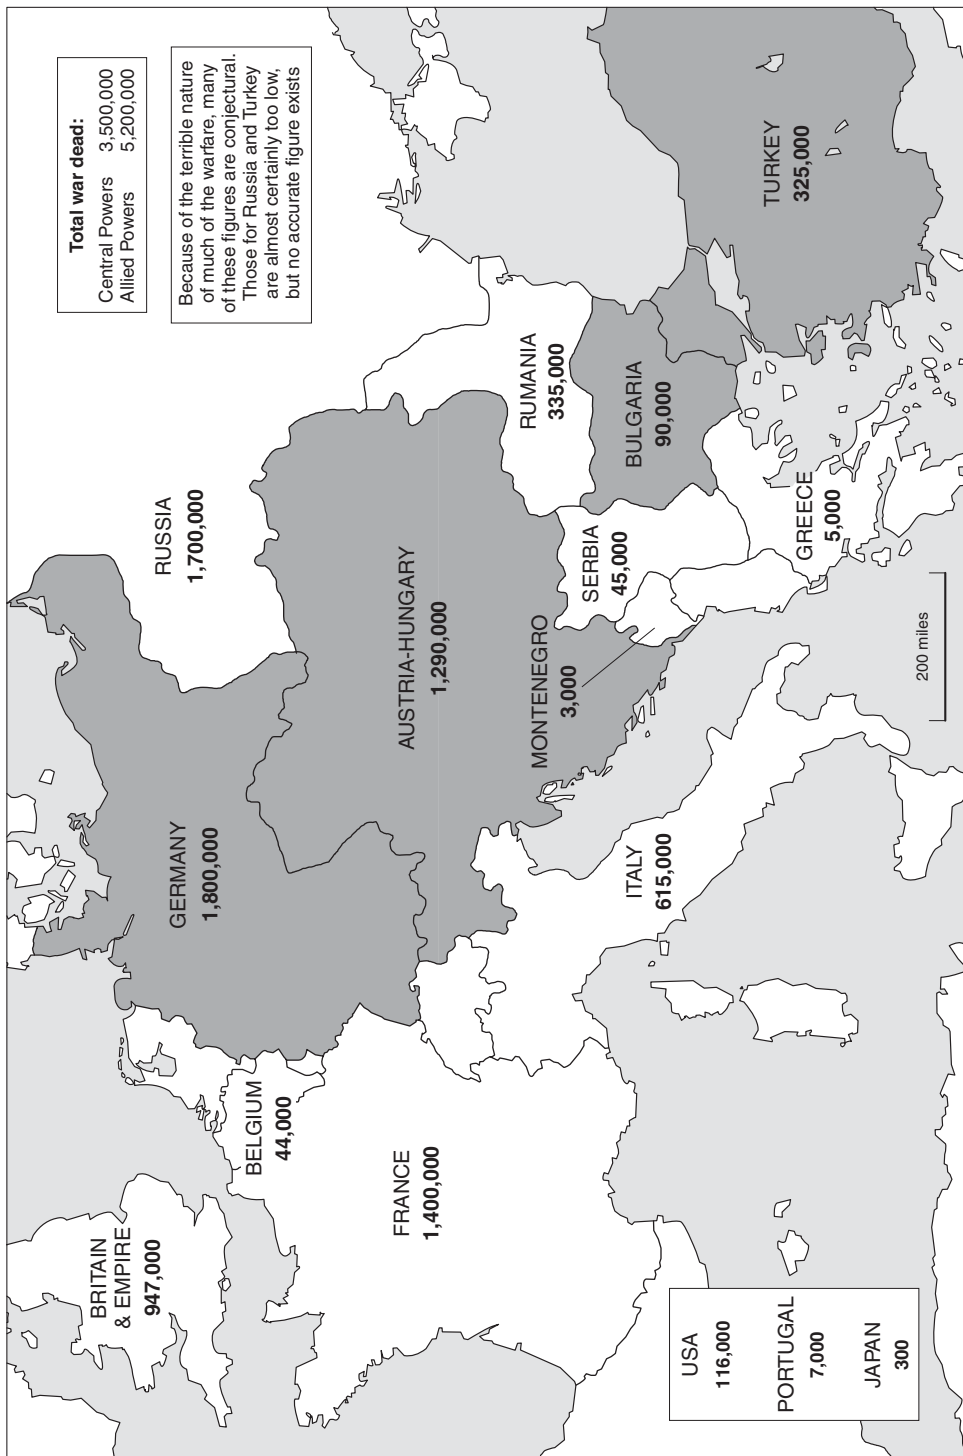 Total war dead:
Central Powers 3,500,000
Allied Powers 5,200,000
Because of the terrible nature
of much of the warfare, many
of these figures are conjectural.
Those for Russia and Turkey
are almost certainly too low,
but no accurate figure exists
BRITAIN
& EMPIRE
947,000
BELGIUM
44,000
FRANCE
1,400,000
GERMANY
1,800,000
RUSSIA
1,700,000
AUSTRIA-HUNGARY
1,290,000
MONTENEGRO
3,000
SERBIA
45,000
RUMANIA
335,000
BULGARIA
90,000
TURKEY
325,000
GREECE
5,000
ITALY
615,000
USA
116,000
PORTUGAL
7,000
JAPAN
300
200 miles